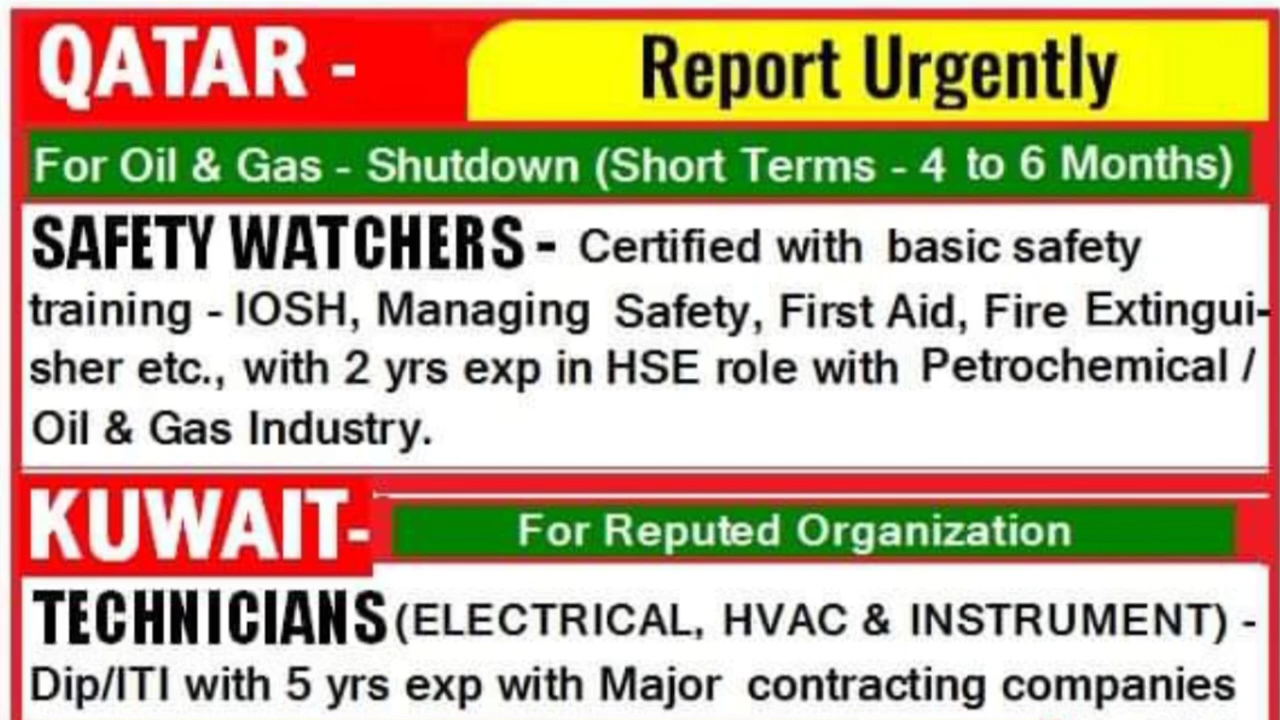 QATAR -
Report Urgently
For Oil & Gas - Shutdown (Short Terms - 4 to 6 Months)
SAFETY WATCHERS - Certified with basic safety
training - IOSH, Managing Safety, First Aid, Fire Extingui-
sher etc., with 2 yrs exp in HSE role with Petrochemical /
Oil & Gas Industry.
KUWAIT-
For Reputed Organization
TECHNICIANS (ELECTRICAL, HVAC & INSTRUMENT) -
Dip/ITI with 5 yrs exp with Major contracting companies